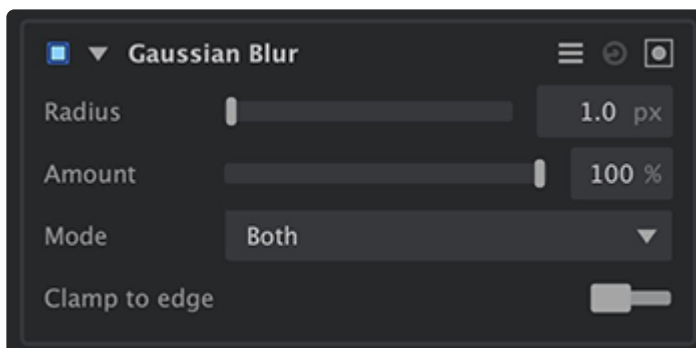 Gaussian Blur
Radius 1.0 px
Amount 100 %
Mode Both
Clamp to edge